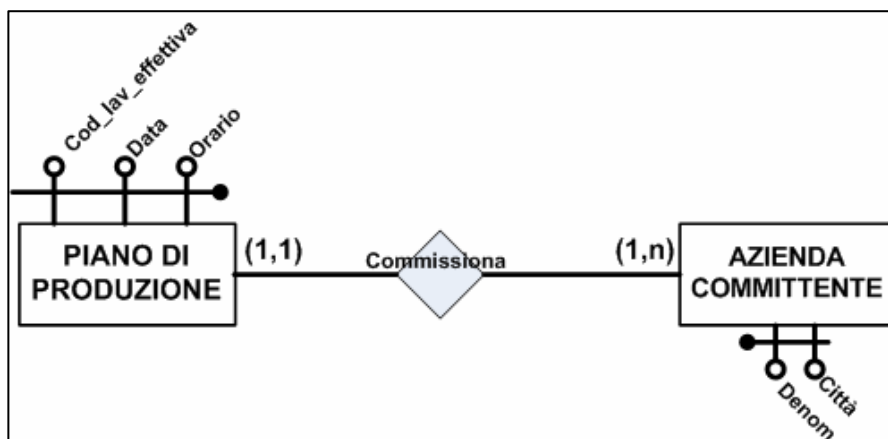 Cod_lav_effettiva
Data
Orario
PIANO DI
PRODUZIONE
(1,1)
Commissiona
(1,n)
AZIENDA
COMMITTENTE
Denom
Città